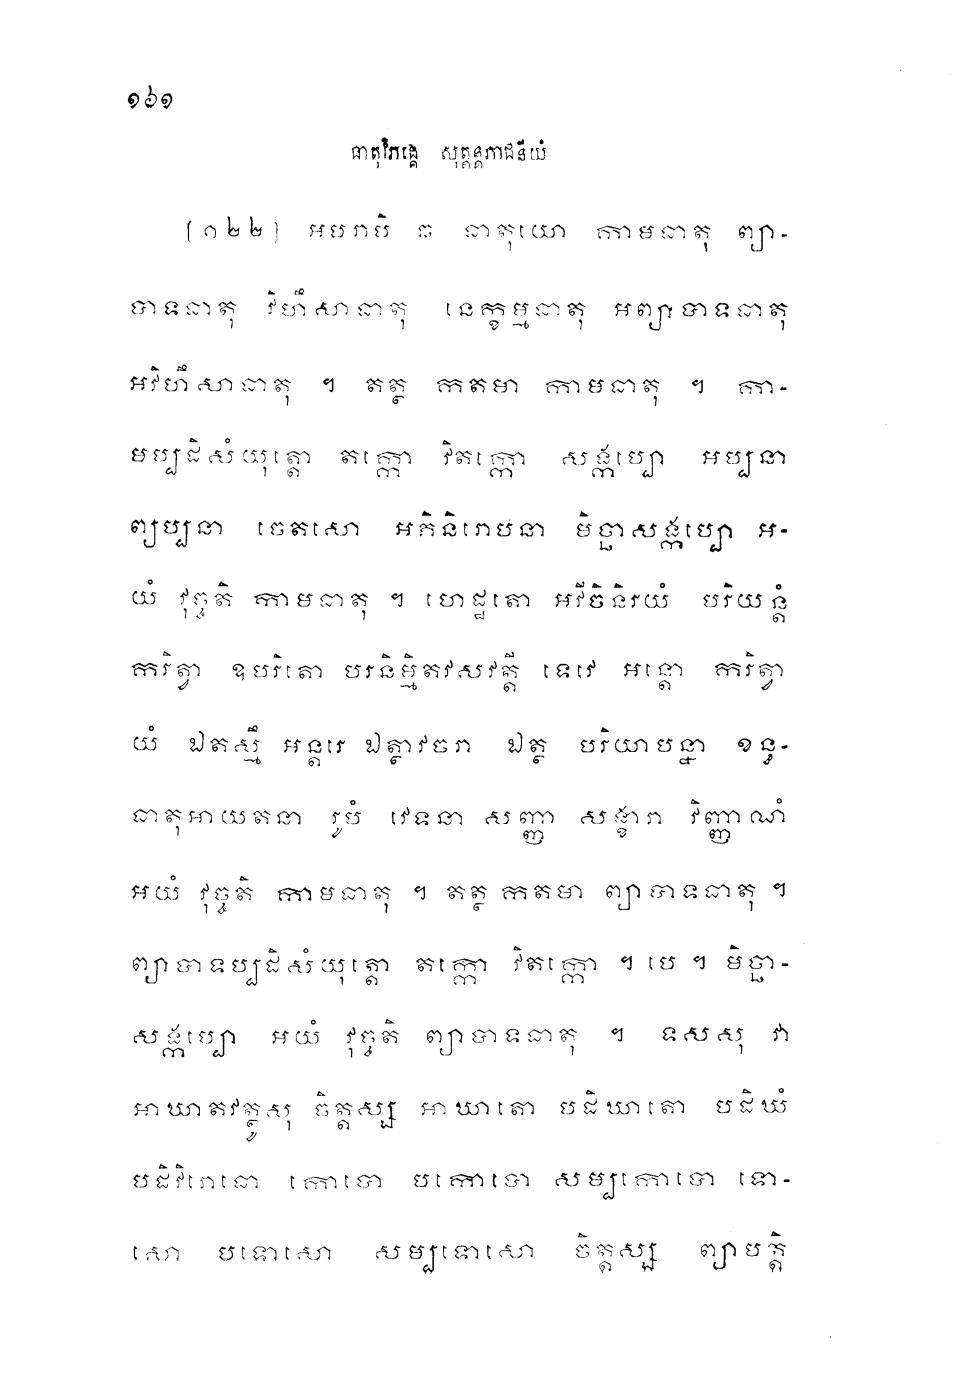 ១៦១
ធាតុវិភង្គេ សុត្តន្តភាជនីយំ
[១២២] អបរាបិ ឆ ធាតុយោ កាមធាតុ ព្យា-
បាទធាតុ វិហឹសាធាតុ នេក្ខម្មធាតុ អព្យាបាទធាតុ
អវិហឹសាធាតុ ។ តត្ថ កតមា កាមធាតុ ។ កា-
មប្បដិសំយុត្តោ តក្កោ វិតក្កោ សង្កប្បោ អប្បនា
ព្យប្បនា ចេតសោ អភិនិរោបនា មិច្ឆាសង្កប្បោ អ-
យំ វុច្ចតិ កាមធាតុ ។ ហេដ្ឋតោ អវីចិនិរយំ បរិយន្តំ
ករិត្វា ឧបរិតោ បរនិម្មិតវសវត្តី ទេវេ អន្តោ ករិត្វា
យំ ឯតស្មឹ អន្តរេ ឯត្ថាវចរា ឯត្ថ បរិយាបន្នា ខន្ធ-
ធាតុអាយតនា រូបំ វេទនា សញ្ញា សង្ខារា វិញ្ញាណំ
អយំ វុច្ចតិ កាមធាតុ ។ តត្ថ កតមា ព្យាបាទធាតុ ។
ព្យាបាទប្បដិសំយុត្តោ តក្កោ វិតក្កោ ។ បេ ។ មិច្ឆា-
សង្កប្បោ អយំ វុច្ចតិ ព្យាបាទធាតុ ។ ទសសុ វា
អាឃាតវត្ថូសុ ចិត្តស្ស អាឃាតោ បដិឃាតោ បដិឃំ
បដិវិរោធោ កោបោ បកោបោ សម្បកោបោ ទោ-
សោ បទោសោ សម្បទោសោ ចិត្តស្ស ព្យាបត្តិ